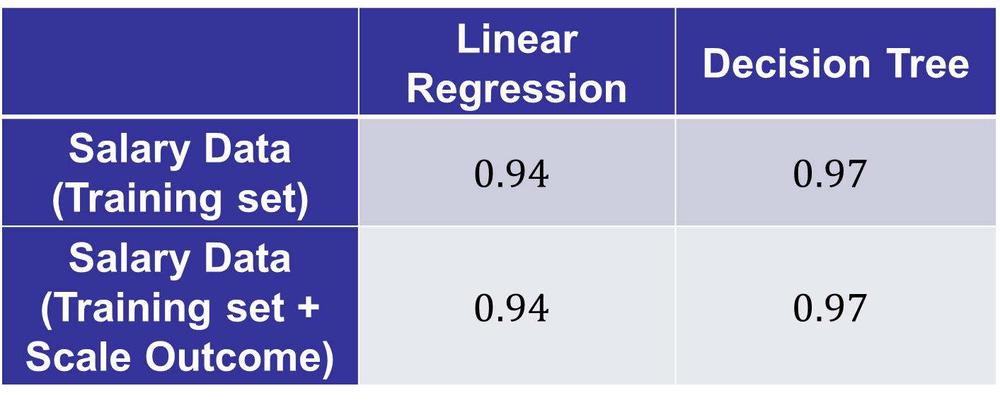 Linear
Regression
Decision Tree
Salary Data
(Training set)
0.94
0.97
Salary Data
(Training set +
Scale Outcome)
0.94
0.97